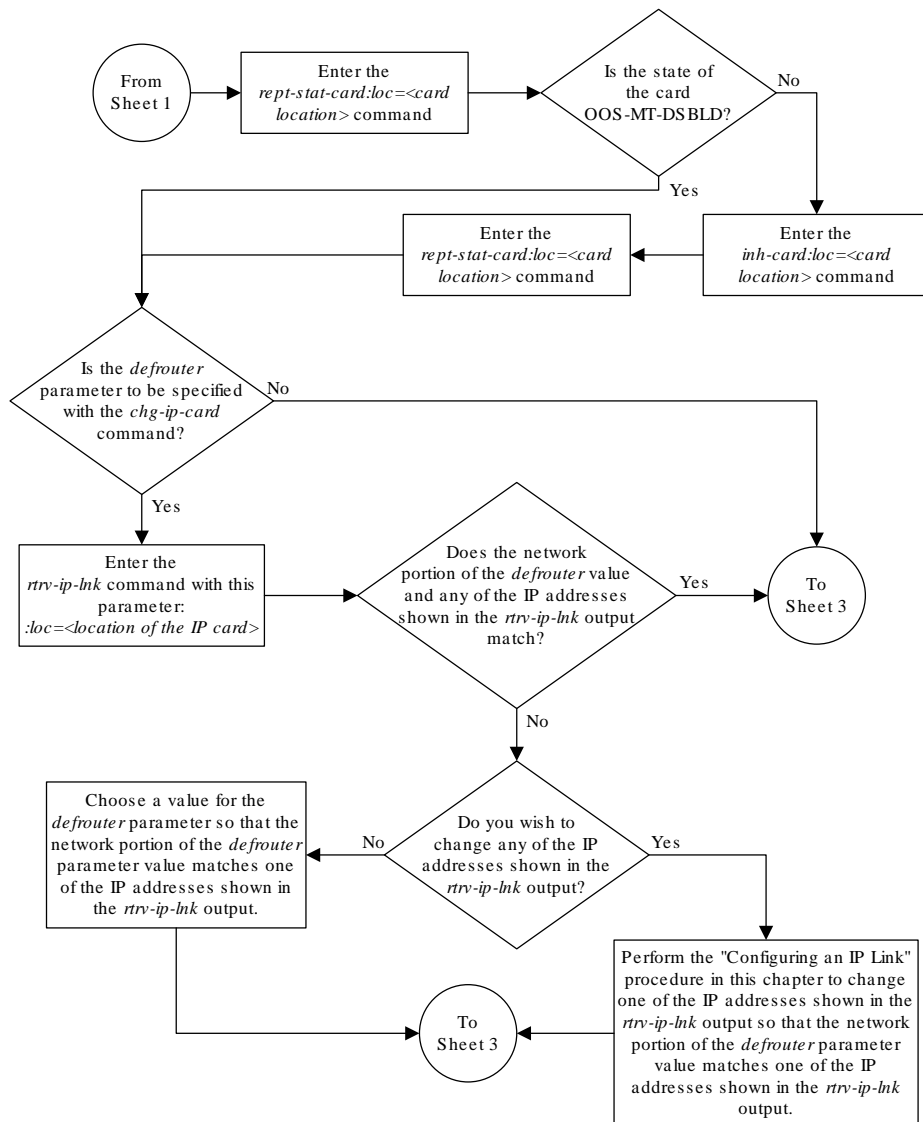 From
Sheet 1
Enter the
rept-stat-card:loc=<card
location> command
Is the state of
the card
OOS-MT-DSBLD?
No
Yes
Enter the
inh-card:loc=<card
location> command
Enter the
rept-stat-card:loc=<card
location> command
Is the defrouter
parameter to be specified
with the chg-ip-card
command?
No
Yes
Enter the
rtrv-ip-lnk command with this
parameter:
:loc=<location of the IP card>
Does the network
portion of the defrouter value
and any of the IP addresses
shown in the rtrv-ip-lnk output
match?
Yes
To
Sheet 3
No
Do you wish to
change any of the IP
addresses shown in the
rtrv-ip-lnk output?
No
Yes
Choose a value for the
defrouter parameter so that the
network portion of the defrouter
parameter value matches one
of the IP addresses shown in
the rtrv-ip-lnk output.
Perform the "Configuring an IP Link"
procedure in this chapter to change
one of the IP addresses shown in the
rtrv-ip-lnk output so that the network
portion of the defrouter parameter
value matches one of the IP
addresses shown in the rtrv-ip-lnk
output.
To
Sheet 3